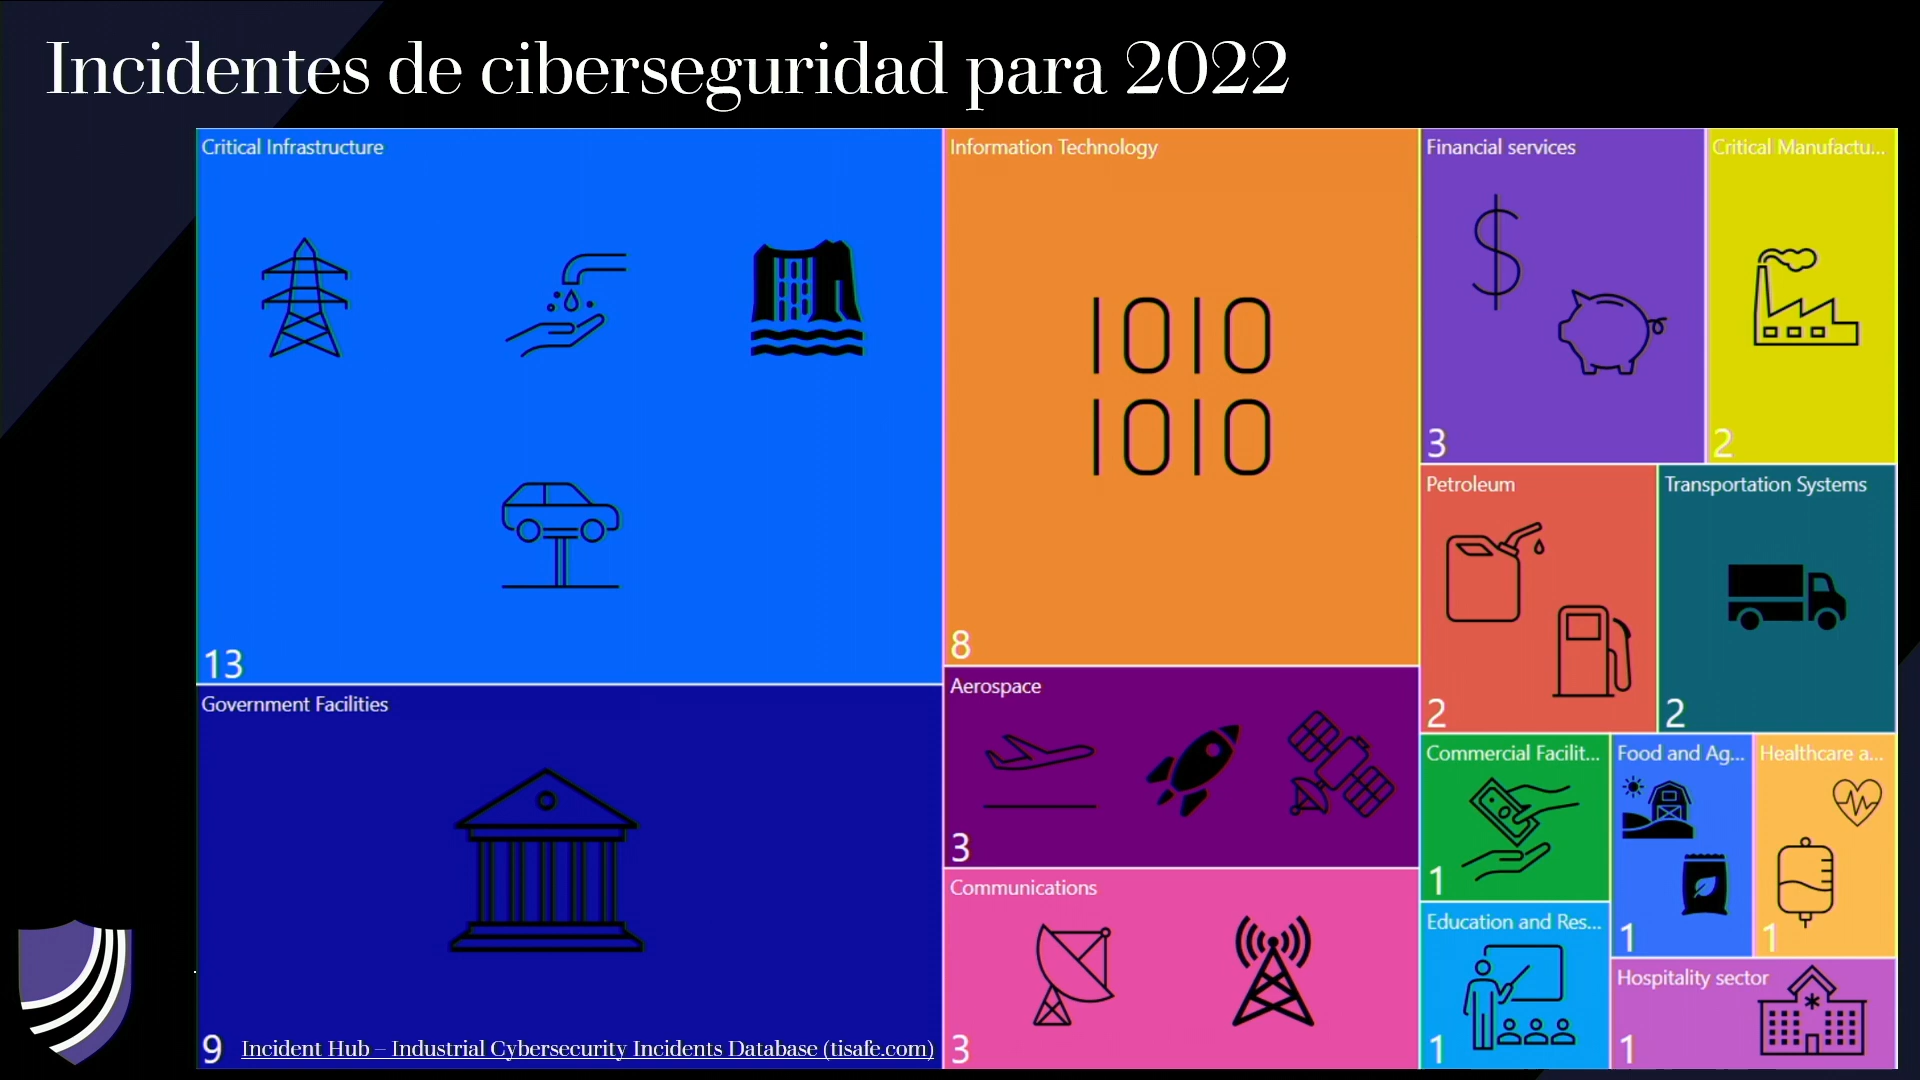 Incidentes de ciberseguridad para 2022
Critical Infrastructure
13
Government Facilities
9
Incident Hub – Industrial Cybersecurity Incidents Database (tisafe.com)
Information Technology
1010
1010
8
Aerospace
3
Communications
3
Financial services
3
Critical Manufactu...
2
Petroleum
2
Transportation Systems
2
Commercial Facilit...
1
Food and Ag...
1
Healthcare a...
1
Education and Res...
1
Hospitality sector
1